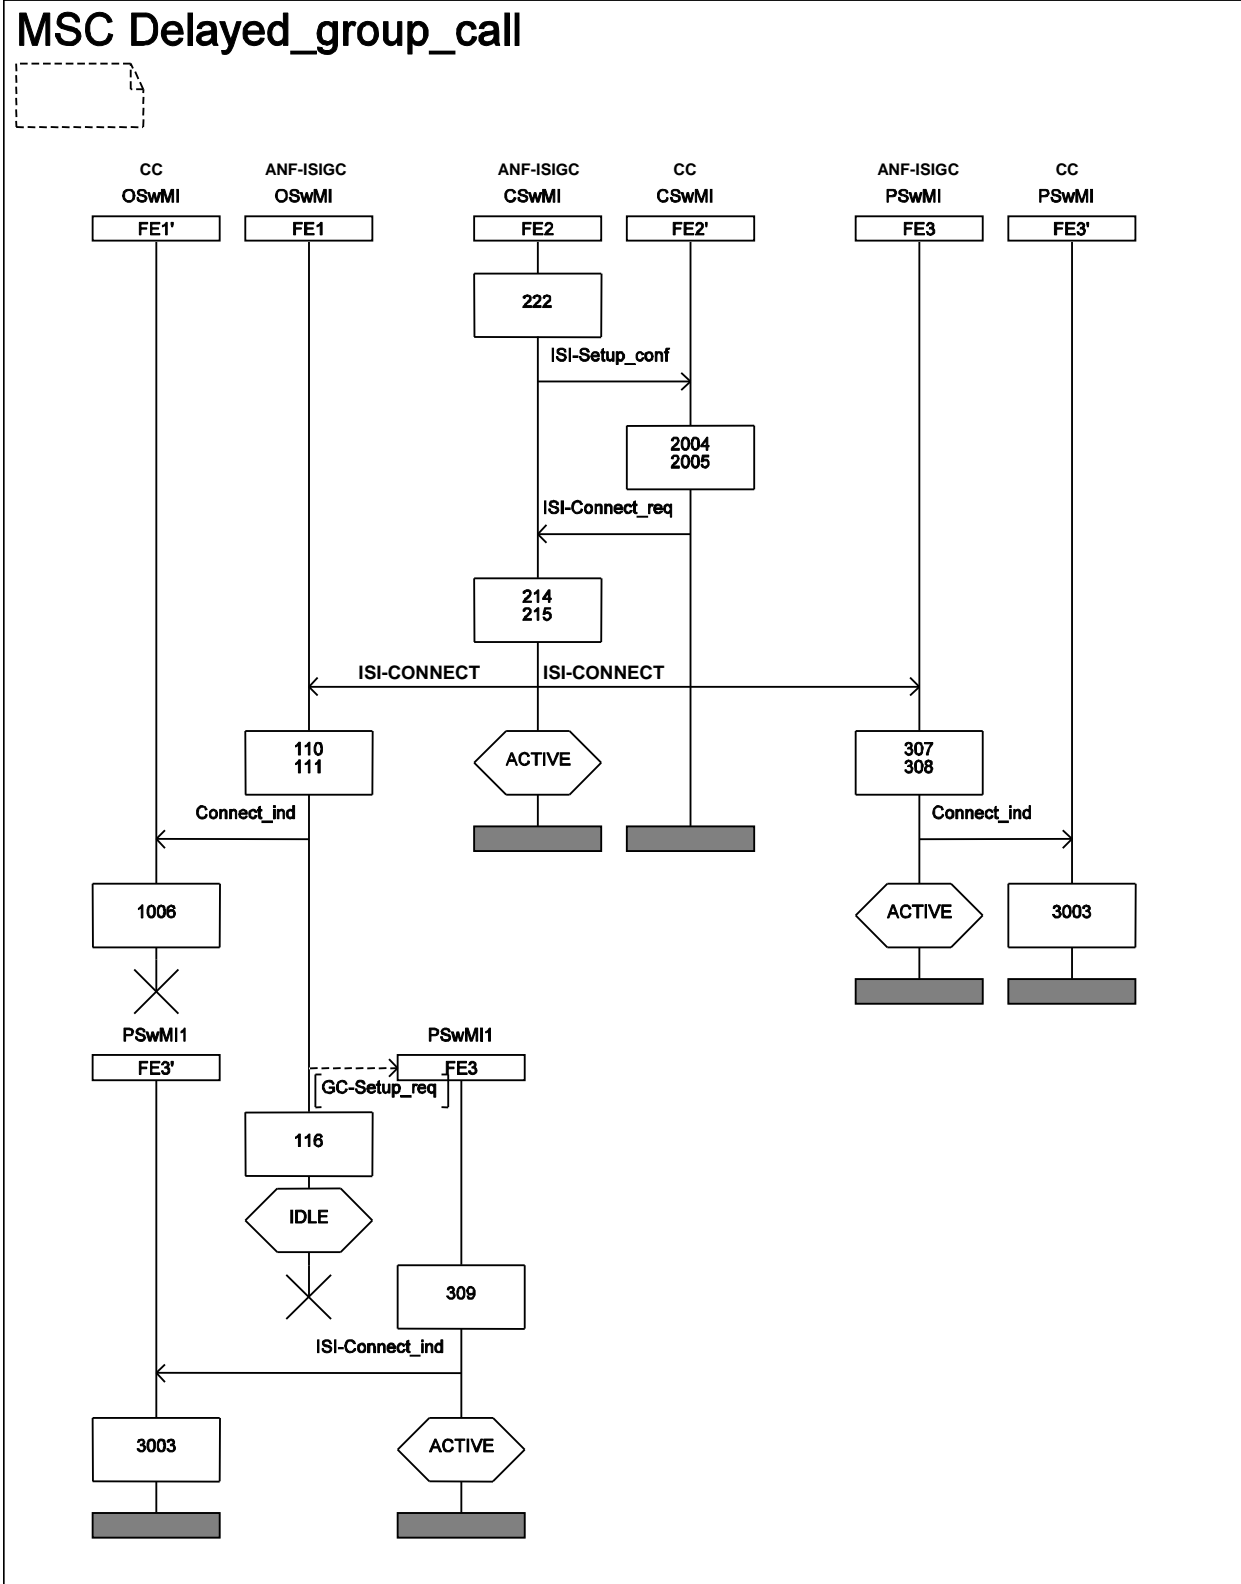 MSC Delayed_group_call
CC ANF-ISIGC ANF-ISIGC CC ANF-ISIGC CC
OSwMI OSwMI CSwMI CSwMI PSwMI PSwMI
FE1' FE1 FE2 FE2' FE3 FE3'
222
ISI-Setup_conf
2004
2005
ISI-Connect_req
214
215
ISI-CONNECT ISI-CONNECT
110 ACTIVE 307
111 308
Connect_ind Connect_ind
1006 ACTIVE 3003
PSwMI1 PSwMI1
FE3' FE3
GC-Setup_req
116
IDLE
309
ISI-Connect_ind
3003 ACTIVE